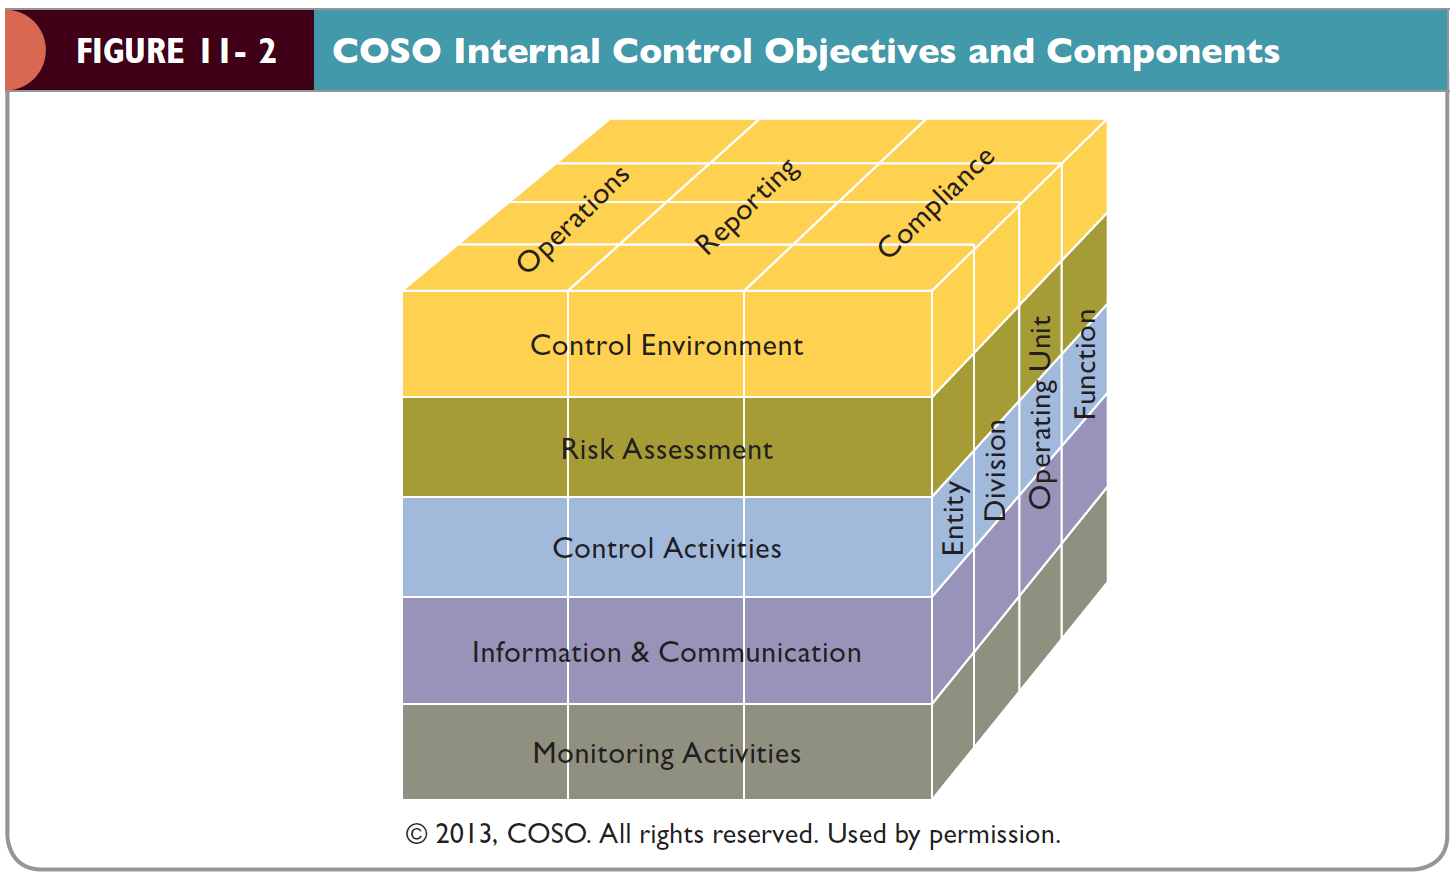 FIGURE 11- 2
COSO Internal Control Objectives and Components
Operations
Reporting
Compliance
Control Environment
Risk Assessment
Control Activities
Information & Communication
Monitoring Activities
Entity
Division
Operating Unit
Function
© 2013, COSO. All rights reserved. Used by permission.